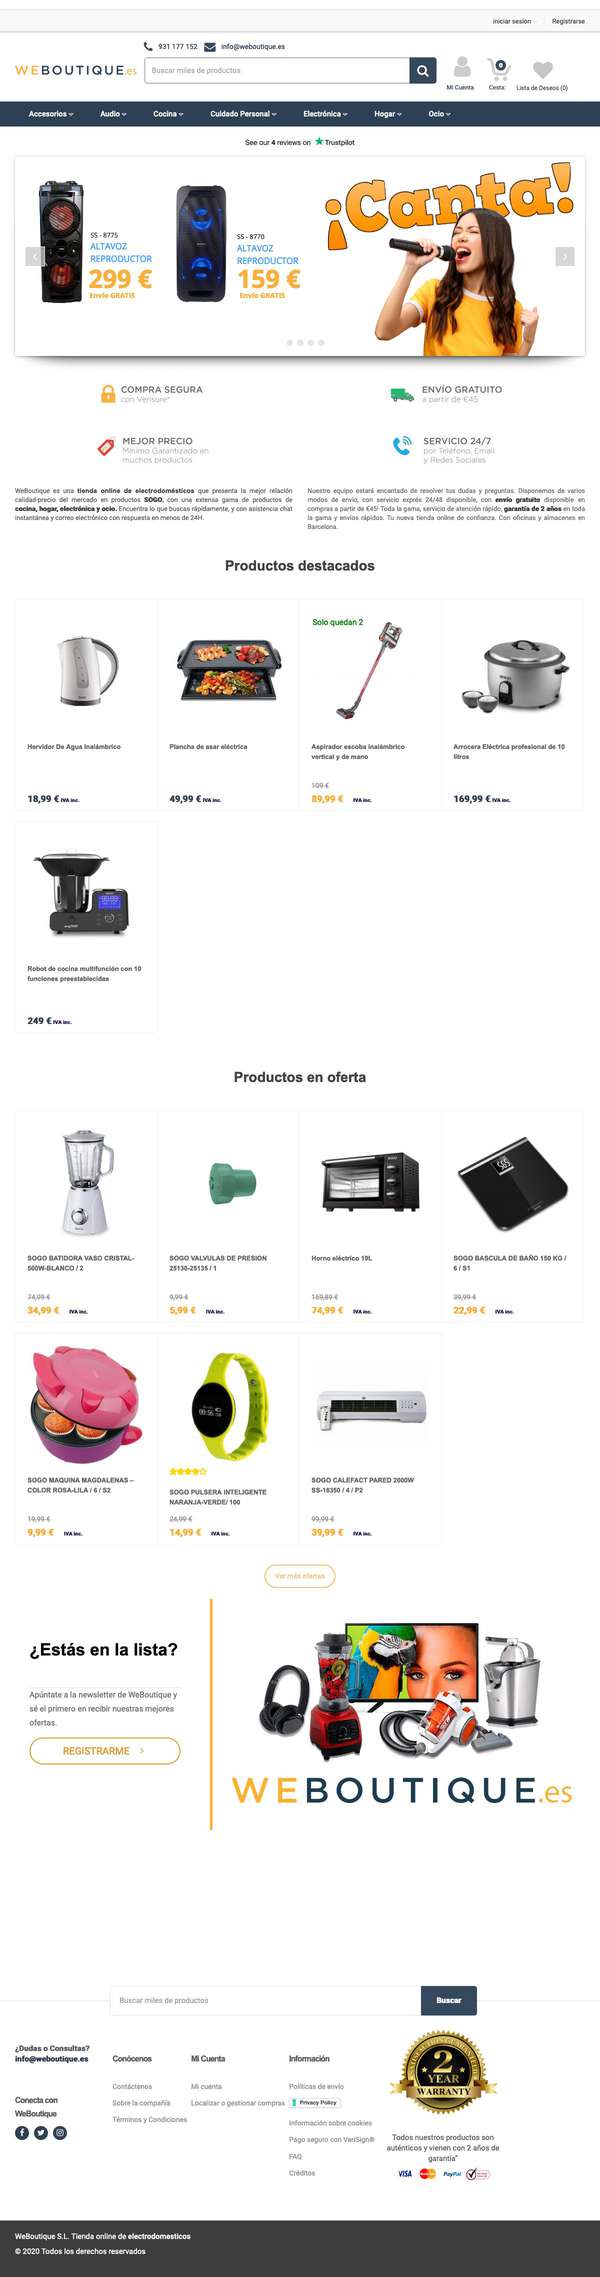 iniciar sesion
Registrarse
931 177 152
info@weboutique.es
WEBOUTIQUE.es
Buscar miles de productos
0
Mi Cuenta
Cesta:
Lista de Deseos (0)
Accesorios
Audio
Cocina
Cuidado Personal
Electrónica
Hogar
Ocio
See our 4 reviews on Trustpilot
SS - 8775
ALTAVOZ
REPRODUCTOR
299 €
Envío GRATIS
SS - 8770
ALTAVOZ
REPRODUCTOR
159 €
Envío GRATIS
¡Canta!
COMPRA SEGURA
con Verisure*
ENVÍO GRATUITO
a partir de €45
MEJOR PRECIO
Mínimo Garantizado en
muchos productos
SERVICIO 24/7
por Teléfono, Email
y Redes Sociales
WeBoutique es una tienda online de electrodomésticos que presenta la mejor relación
calidad-precio del mercado en productos SOGO, con una extensa gama de productos de
cocina, hogar, electrónica y ocio. Encuentra lo que buscas rápidamente, y con asistencia chat
instantánea y correo electrónico con respuesta en menos de 24H.
Nuestro equipo estará encantado de resolver tus dudas y preguntas. Disponemos de varios
modos de envío, con servicio exprés 24/48 disponible, con envío gratuito disponible en
compras a partir de €45! Toda la gama, servicio de atención rápido, garantía de 2 años en toda
la gama y envíos rápidos. Tu nueva tienda online de confianza. Con oficinas y almacenes en
Barcelona.
Productos destacados
Hervidor De Agua Inalámbrico
18,99 € IVA inc.
Plancha de asar eléctrica
49,99 € IVA inc.
Solo quedan 2
Aspirador escoba inalámbrico
vertical y de mano
109 €
89,99 € IVA inc.
Arrocera Eléctrica profesional de 10
litros
169,99 € IVA inc.
Robot de cocina multifunción con 10
funciones preestablecidas
249 € IVA inc.
Productos en oferta
SOGO BATIDORA VASO CRISTAL-
500W-BLANCO / 2
74,99 €
34,99 € IVA inc.
SOGO VALVULAS DE PRESION
25130-25135 / 1
9,99 €
5,99 € IVA inc.
Horno eléctrico 19L
159,89 €
74,99 € IVA inc.
SOGO BASCULA DE BAÑO 150 KG /
6 / S1
39,99 €
22,99 € IVA inc.
SOGO MAQUINA MAGDALENAS –
COLOR ROSA-LILA / 6 / S2
19,99 €
9,99 € IVA inc.
SOGO PULSERA INTELIGENTE
NARANJA-VERDE/ 100
24,99 €
14,99 € IVA inc.
SOGO CALEFACT PARED 2000W
SS-18350 / 4 / P2
99,99 €
39,99 € IVA inc.
Ver más ofertas
¿Estás en la lista?
Apúntate a la newsletter de WeBoutique y
sé el primero en recibir nuestras mejores
ofertas.
REGISTRARME
WEBOUTIQUE.es
Buscar miles de productos
Buscar
¿Dudas o Consultas?
info@weboutique.es
Conecta con
WeBoutique
Conócenos
Contáctenos
Sobre la compañía
Términos y Condiciones
Mi Cuenta
Mi cuenta
Localizar o gestionar compras
Información
Políticas de envio
Privacy Policy
Información sobre cookies
Pago seguro con VeriSign®
FAQ
Créditos
2
YEAR
WARRANTY
Todos nuestros productos son
auténticos y vienen con 2 años de
garantía"
VISA
PayPal
WeBoutique S.L. Tienda online de electrodomesticos
© 2020 Todos los derechos reservados